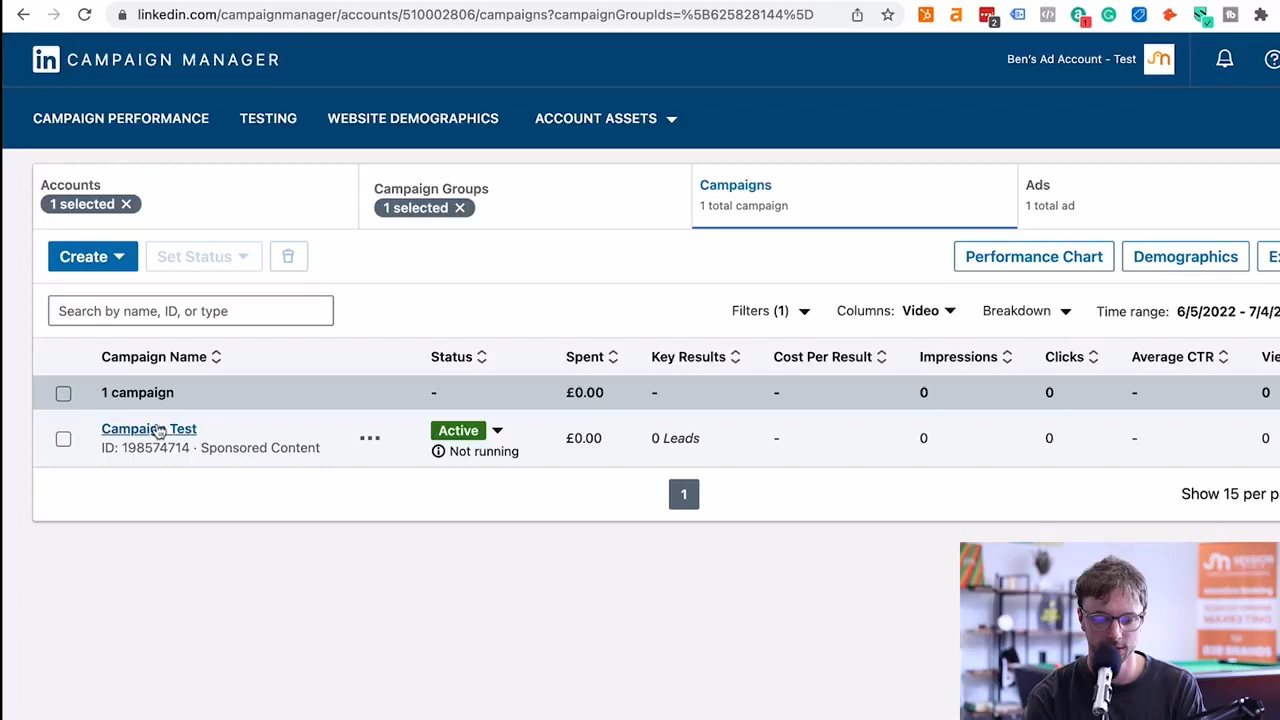 linkedin.com/campaignmanager/accounts/510002806/campaigns?campaignGroupIds=%5B625828144%5D
2
1
in CAMPAIGN MANAGER
Ben's Ad Account - Test
CAMPAIGN PERFORMANCE TESTING WEBSITE DEMOGRAPHICS ACCOUNT ASSETS
Accounts
1 selected
Campaign Groups
1 selected
Campaigns
1 total campaign
Ads
1 total ad
Create Set Status Performance Chart Demographics
Search by name, ID, or type Filters (1) Columns: Video Breakdown Time range: 6/5/2022 - 7/4/2
Campaign Name Status Spent Key Results Cost Per Result Impressions Clicks Average CTR
1 campaign - £0.00 - - 0 0 - 0
Campaign Test
ID: 198574714 · Sponsored Content
Active
Not running
£0.00 0 Leads - 0 0 - 0
1
Show 15 per p
B2B BRANDS